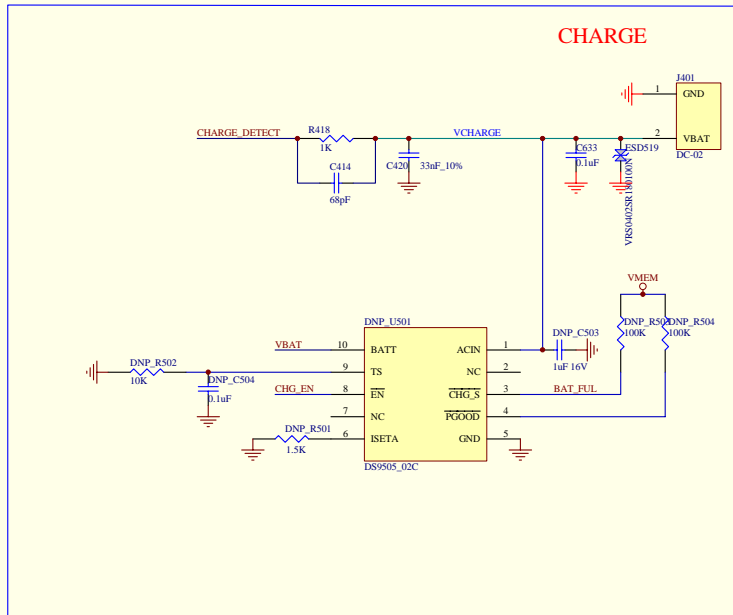 CHARGE
J401
1
GND
2
VBAT
DC-02
CHARGE_DETECT
R418
1K
C414
68pF
VCHARGE
C420
33nF_10%
C633
0.1uF
ESD519
VRS0402SR180100N
VMEM
DNP_R504
100K
100K
DNP_U501
DNP_C503
1uF 16V
VBAT
10
BATT
ACIN
1
DNP_R502
10K
9
TS
NC
2
DNP_C504
0.1uF
CHG_EN
8
EN
CHG_S
3
BAT_FUL
7
NC
PGOOD
4
DNP_R501
1.5K
6
ISETA
GND
5
DS9505_02C